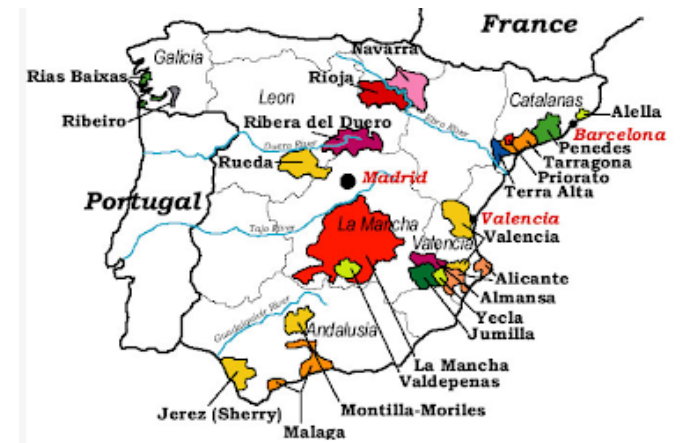 France
Navarra
Galicia
Rias Baixas
Rioja
Leon
Catalanas
Alella
Ribeiro
Ribera del Duero
Ebro River
Barcelona
Duero River
Penedes
Rueda
Tarragona
Priorato
Madrid
Terra Alta
Portugal
La Mancha
Valencia
Tajo River
Valencia
Valencia
Alicante
Almansa
Guadalquivir River
Yecla
Andalusia
Jumilla
La Mancha
Valdepenas
Jerez (Sherry)
Montilla-Moriles
Malaga